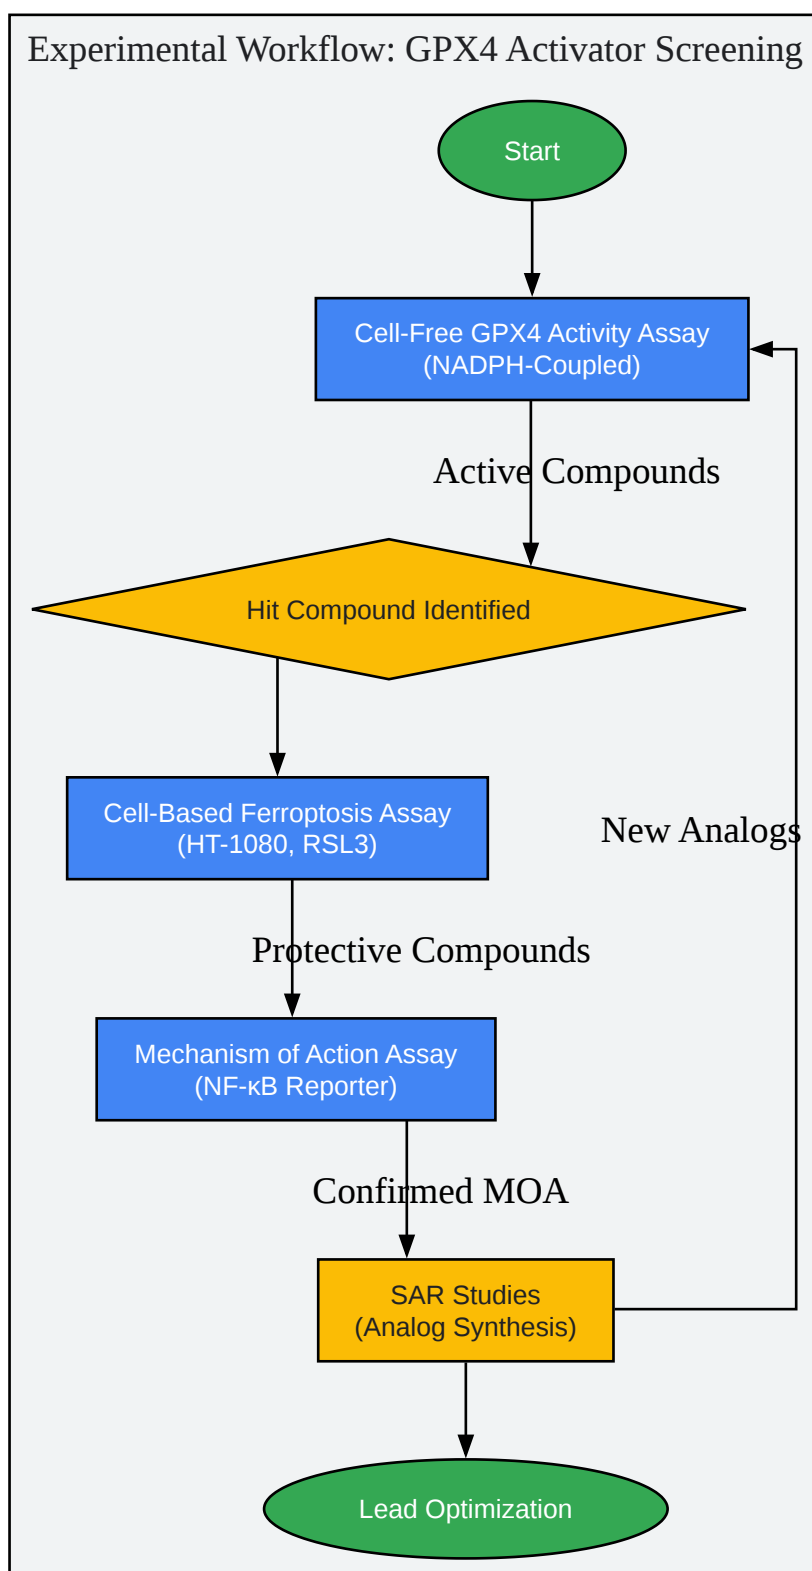 Experimental Workflow: GPX4 Activator Screening
Start
Cell-Free GPX4 Activity Assay
(NADPH-Coupled)
Active Compounds
Hit Compound Identified
Cell-Based Ferroptosis Assay
(HT-1080, RSL3)
New Analogs
Protective Compounds
Mechanism of Action Assay
(NF-κB Reporter)
Confirmed MOA
SAR Studies
(Analog Synthesis)
Lead Optimization